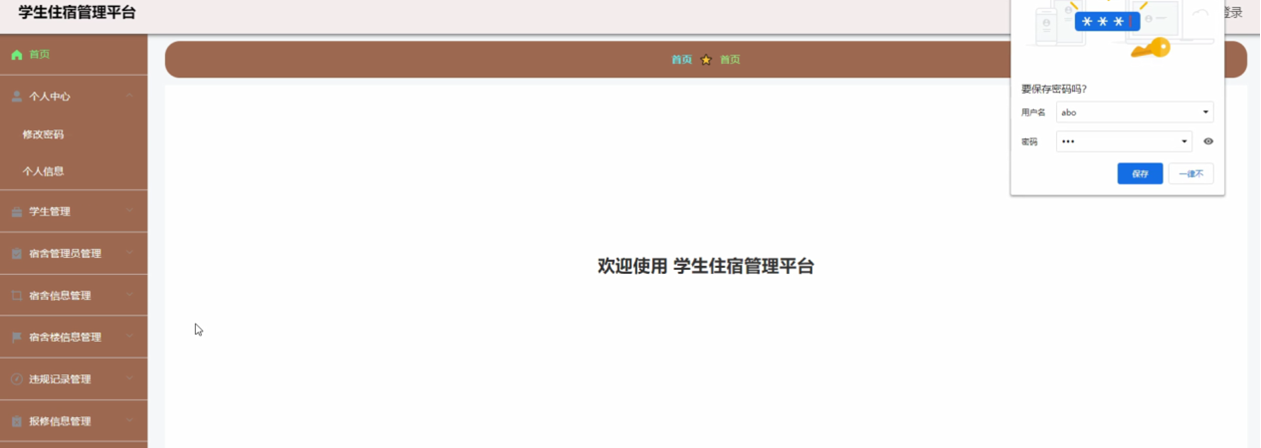 学生住宿管理平台
登录
首页
个人中心
修改密码
个人信息
学生管理
宿舍管理员管理
宿舍信息管理
宿舍楼信息管理
违规记录管理
报修信息管理
首页 首页
欢迎使用 学生住宿管理平台
***
要保存密码吗?
用户名 abo
密码 •••
保存 一律不